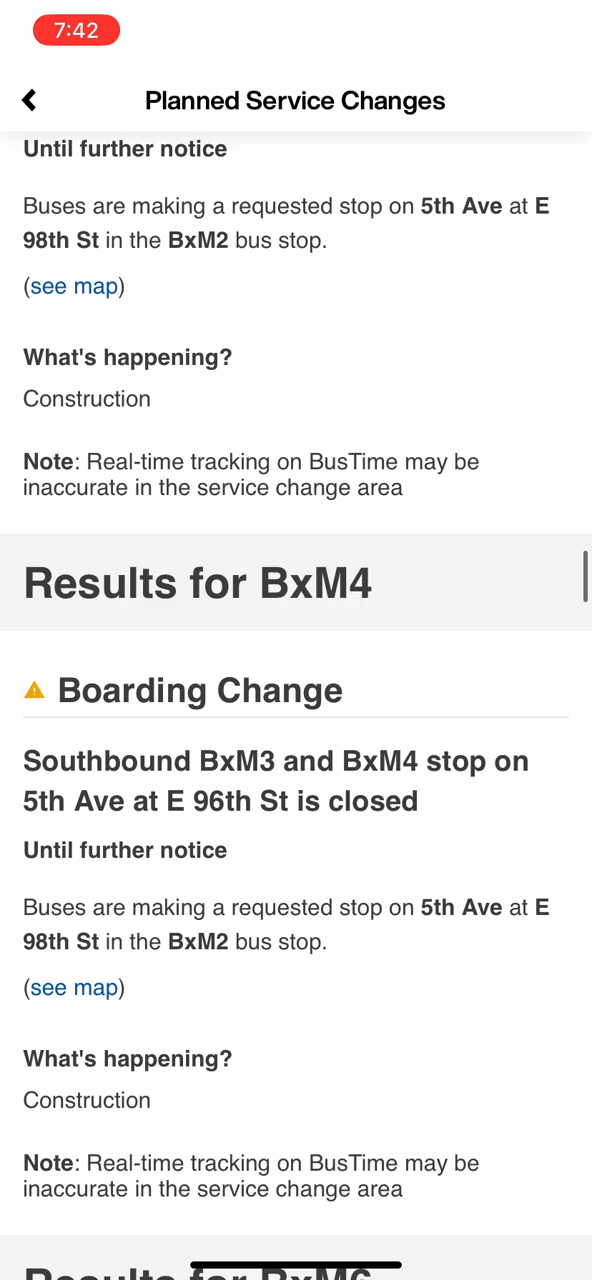 7:42
Planned Service Changes
Until further notice
Buses are making a requested stop on 5th Ave at E
98th St in the BxM2 bus stop.
(see map)
What's happening?
Construction
Note: Real-time tracking on BusTime may be
inaccurate in the service change area
Results for BxM4
Boarding Change
Southbound BxM3 and BxM4 stop on
5th Ave at E 96th St is closed
Until further notice
Buses are making a requested stop on 5th Ave at E
98th St in the BxM2 bus stop.
(see map)
What's happening?
Construction
Note: Real-time tracking on BusTime may be
inaccurate in the service change area
Results for BxM6